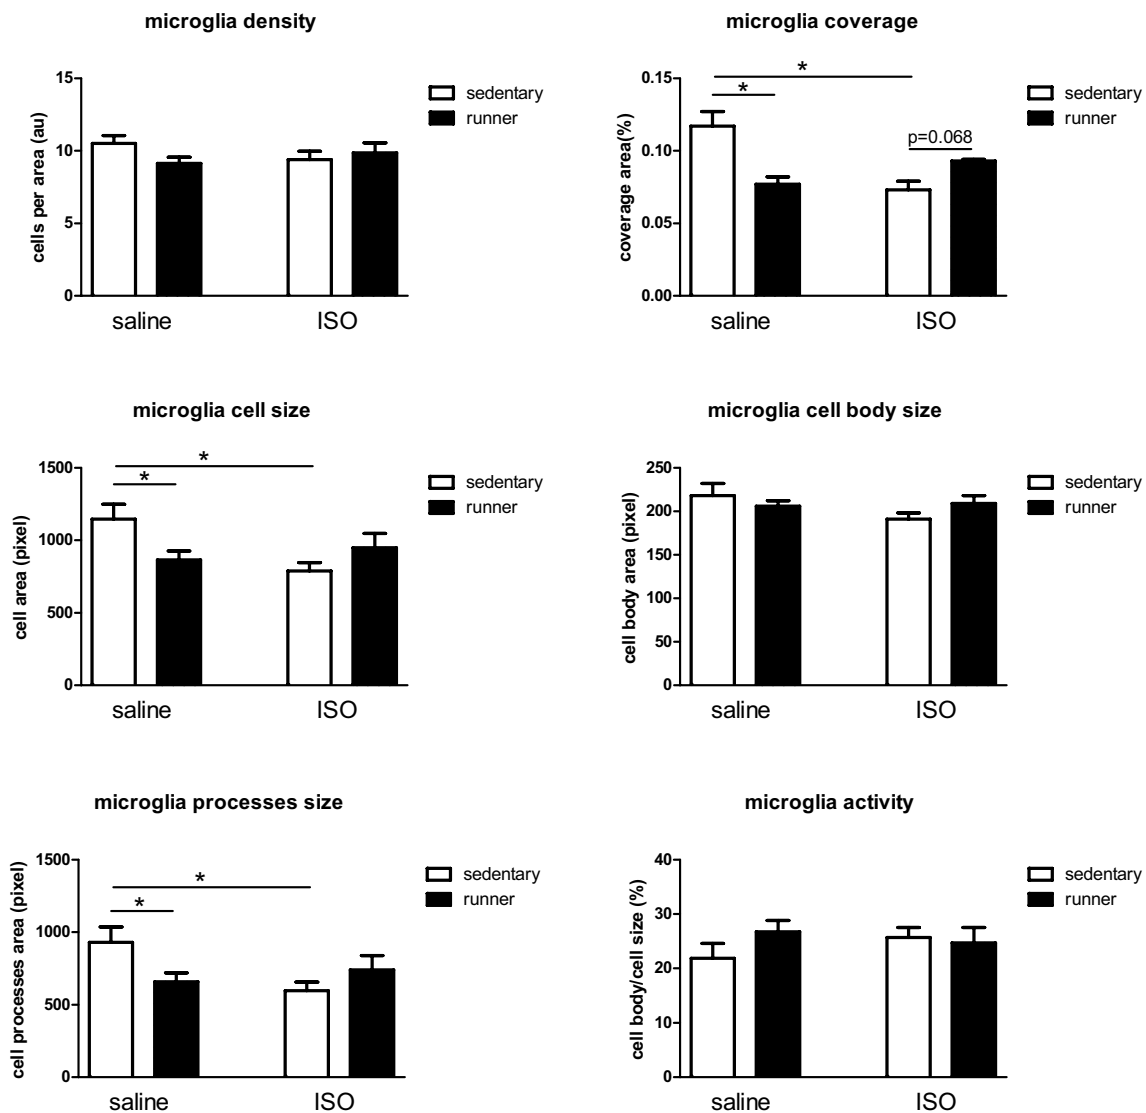 microglia density
cells per area (au)
15
10
5
0
saline
ISO
sedentary
runner
microglia coverage
coverage area(%)
0.15
0.10
0.05
0.00
*
*
p=0.068
saline
ISO
sedentary
runner
microglia cell size
cell area (pixel)
1500
1000
500
0
*
*
saline
ISO
sedentary
runner
microglia cell body size
cell body area (pixel)
250
200
150
100
50
0
saline
ISO
sedentary
runner
microglia processes size
cell processes area (pixel)
1500
1000
500
0
*
*
saline
ISO
sedentary
runner
microglia activity
cell body/cell size (%)
40
30
20
10
0
saline
ISO
sedentary
runner